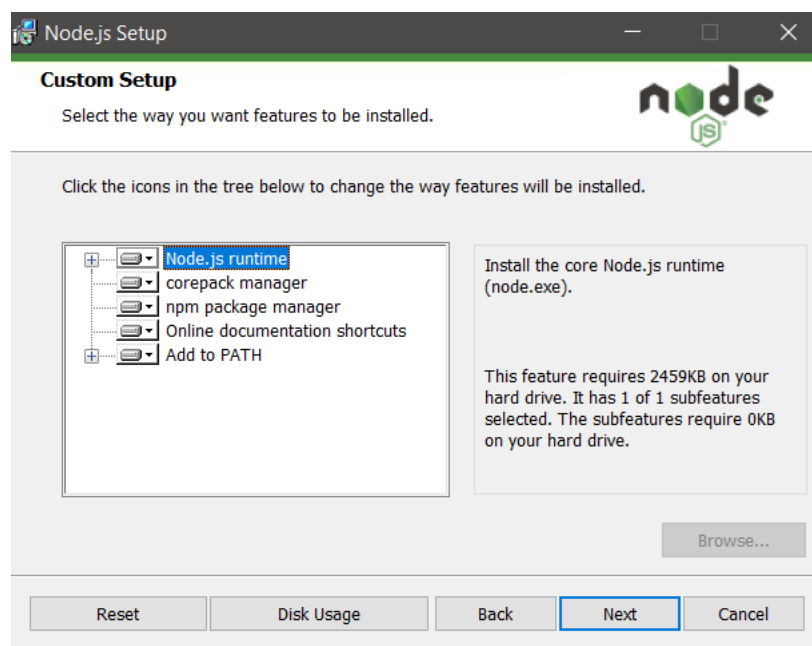 Node.js Setup
Custom Setup
Select the way you want features to be installed.
node
JS
Click the icons in the tree below to change the way features will be installed.
Node.js runtime
corepack manager
npm package manager
Online documentation shortcuts
Add to PATH
Install the core Node.js runtime
(node.exe).
This feature requires 2459KB on your
hard drive. It has 1 of 1 subfeatures
selected. The subfeatures require 0KB
on your hard drive.
Browse...
Reset
Disk Usage
Back
Next
Cancel